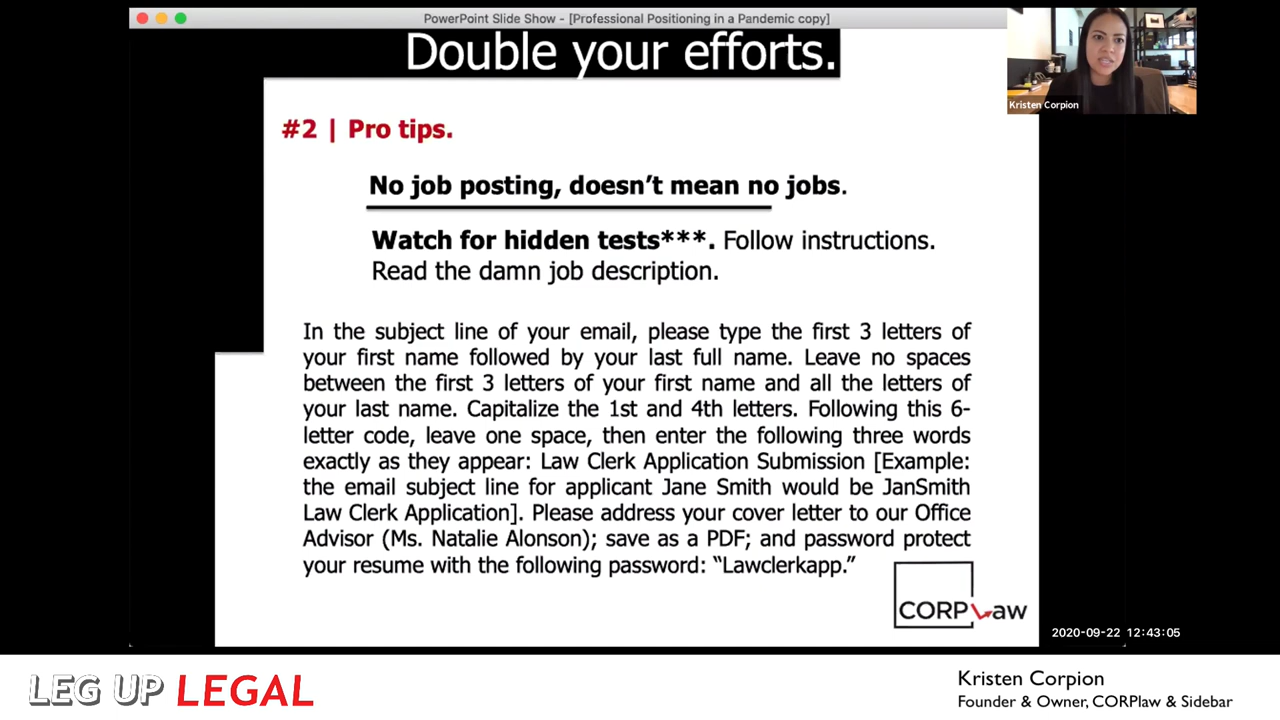 PowerPoint Slide Show - [Professional Positioning in a Pandemic copy]
Double your efforts.
Kristen Corpion
#2 | Pro tips.
No job posting, doesn’t mean no jobs.
Watch for hidden tests***. Follow instructions.
Read the damn job description.
In the subject line of your email, please type the first 3 letters of
your first name followed by your last full name. Leave no spaces
between the first 3 letters of your first name and all the letters of
your last name. Capitalize the 1st and 4th letters. Following this 6-
letter code, leave one space, then enter the following three words
exactly as they appear: Law Clerk Application Submission [Example:
the email subject line for applicant Jane Smith would be JanSmith
Law Clerk Application]. Please address your cover letter to our Office
Advisor (Ms. Natalie Alonson); save as a PDF; and password protect
your resume with the following password: “Lawclerkapp.”
CORPLaw
2020-09-22 12:43:05
LEG UP LEGAL
Kristen Corpion
Founder & Owner, CORPlaw & Sidebar